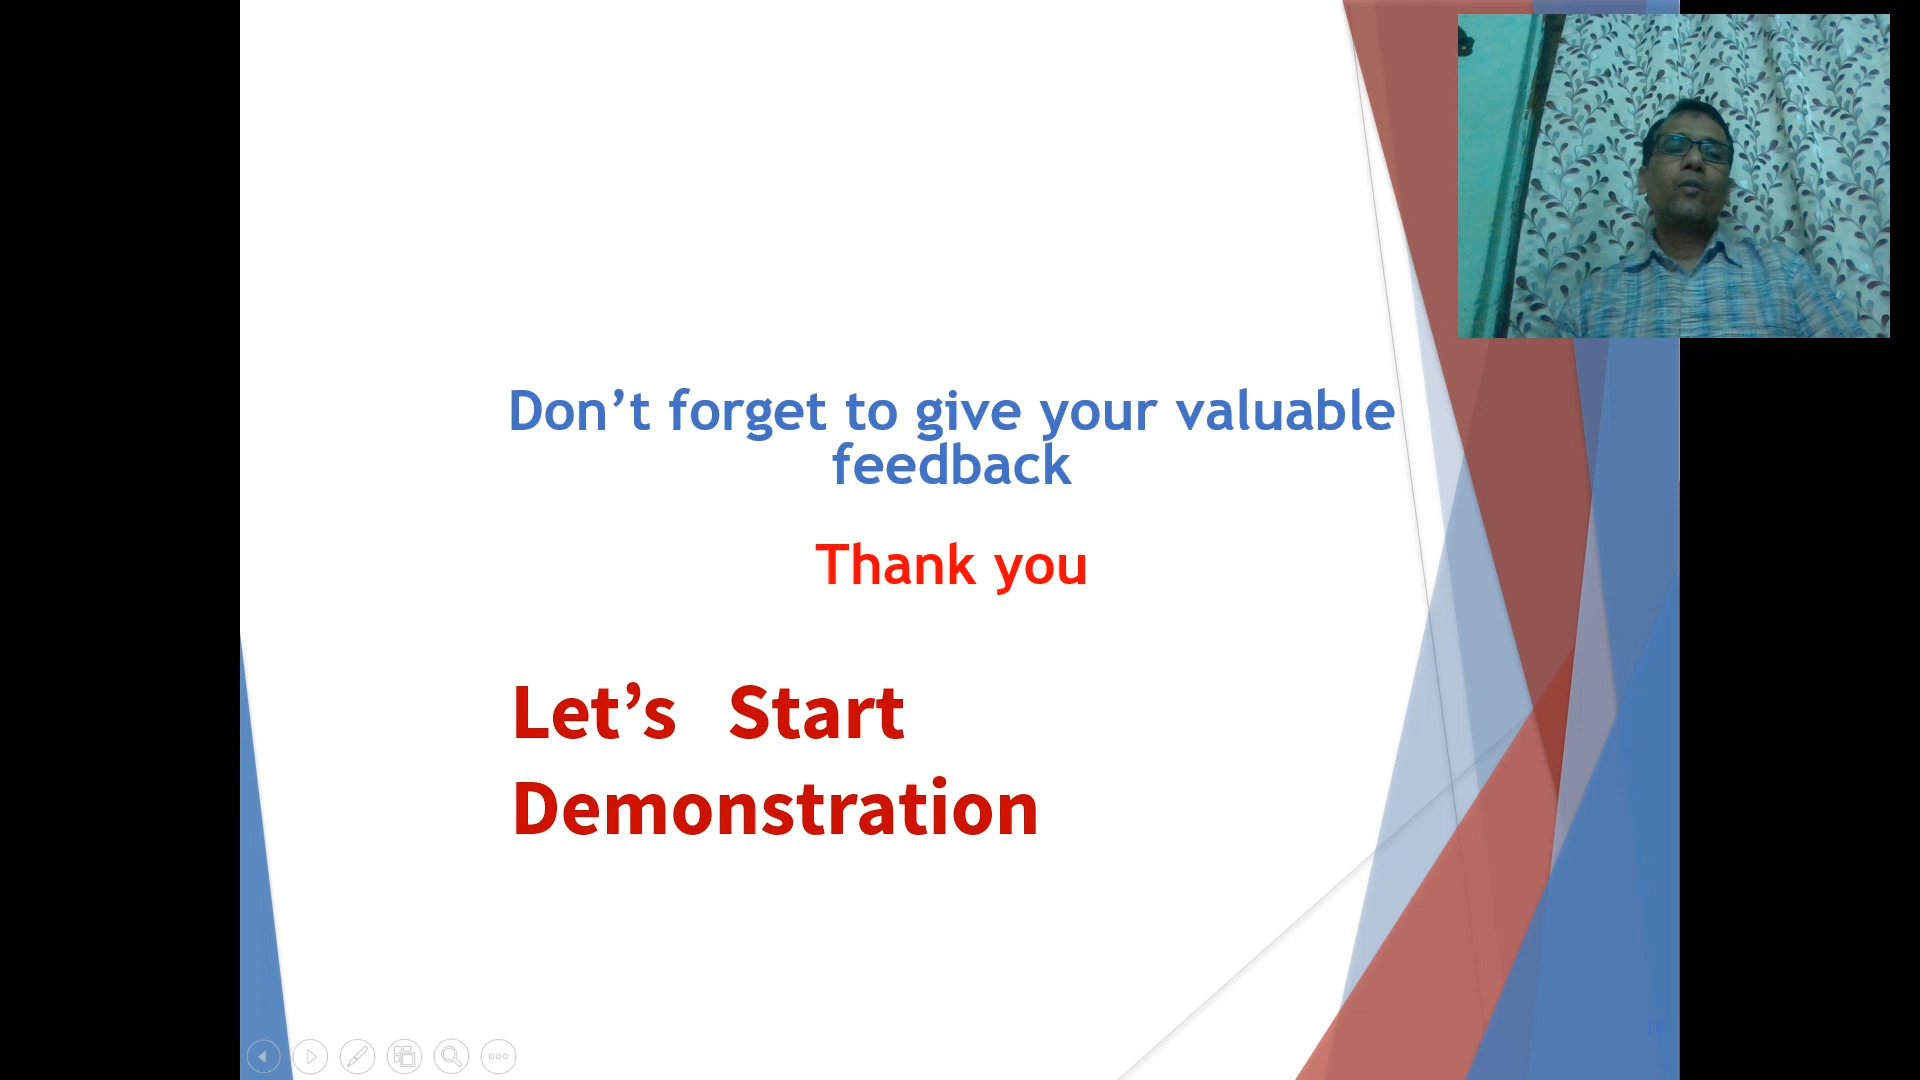 Don’t forget to give your valuable
feedback
Thank you
Let’s Start
Demonstration